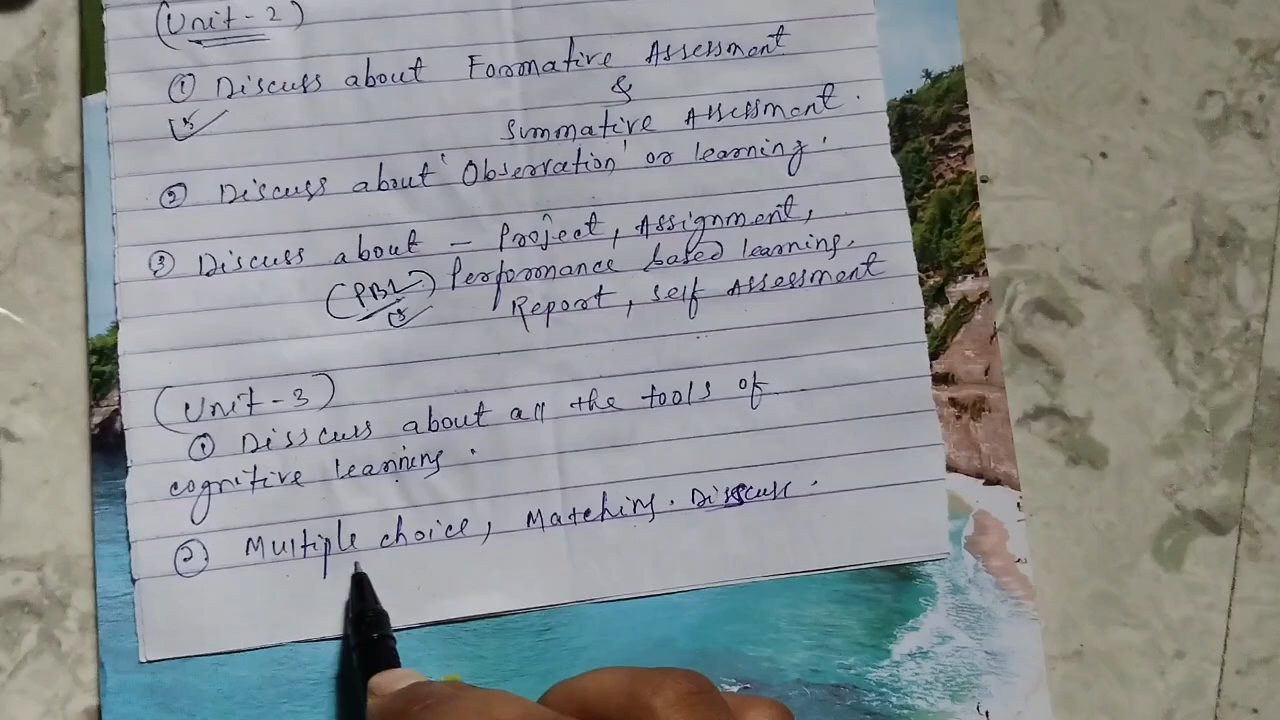 (Unit-2)
① Discuss about Formative Assessment
&
Summative Assessment.
② Discuss about 'Observation' or learning.
③ Discuss about - Project, Assignment,
(PBL) Performance based learning.
Report, self Assessment
(Unit-3)
① Disscuss about all the tools of
cognitive learning.
② Multiple choice, Matching. Disscuss.